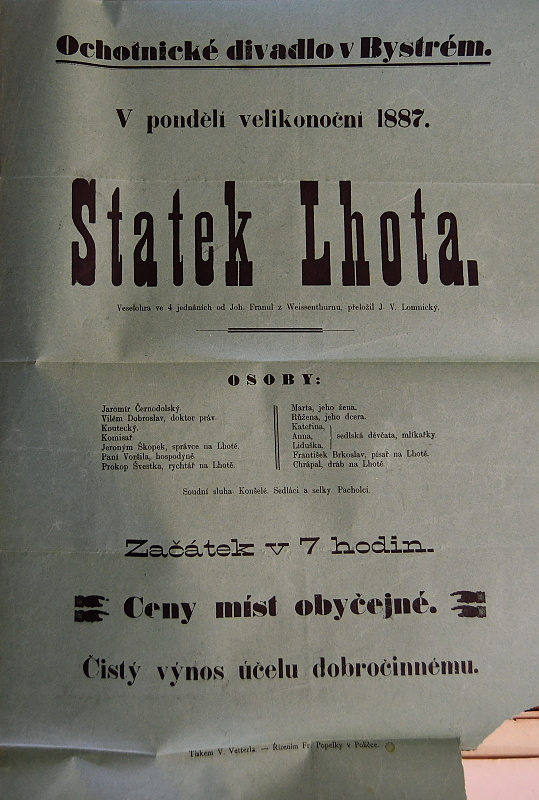 Ochotnické divadlo v Bystrém.
V pondělí velikonoční 1887.
Statek Lhota.
Veselohra ve 4 jednáních od Joh. Franul z Weissenthurnu, přeložil J. V. Lomnický.
OSOBY:
Jaromír Černodolský.
Vilém Dobroslav, doktor práv.
Koutecký.
Komisař.
Jeroným Škopek, správce na Lhotě.
Paní Voršila, hospodyně.
Prokop Švestka, rychtář na Lhotě.
Marta, jeho žena.
Růžena, jeho dcera.
Kateřina,
Anna, sedlská děvčata, mlíkařky.
Liduška,
František Brkoslav, písař na Lhotě.
Chrápal, dráb na Lhotě
Soudní sluha. Konšelé. Sedláci a selky. Pacholci.
Začátek v 7 hodin.
Ceny míst obyčejné.
Čistý výnos účelu dobročinnému.
Tiskem V. Vetterla. — Řízením Fr. Popelky v Poličce.